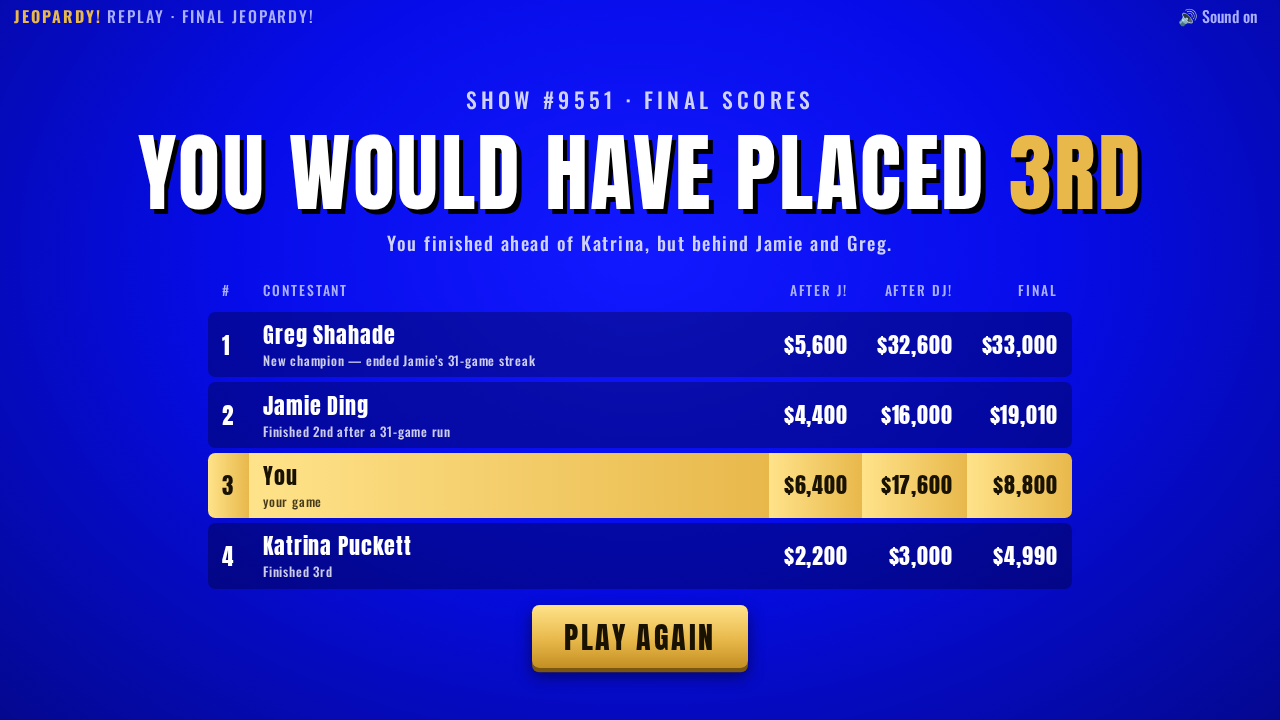 JEOPARDY! REPLAY · FINAL JEOPARDY!
🔊 Sound on
SHOW #9551 · FINAL SCORES
YOU WOULD HAVE PLACED 3RD
You finished ahead of Katrina, but behind Jamie and Greg.
# CONTESTANT AFTER J! AFTER DJ! FINAL
1 Greg Shahade $5,600 $32,600 $33,000
New champion — ended Jamie's 31-game streak
2 Jamie Ding $4,400 $16,000 $19,010
Finished 2nd after a 31-game run
3 You $6,400 $17,600 $8,800
your game
4 Katrina Puckett $2,200 $3,000 $4,990
Finished 3rd
PLAY AGAIN